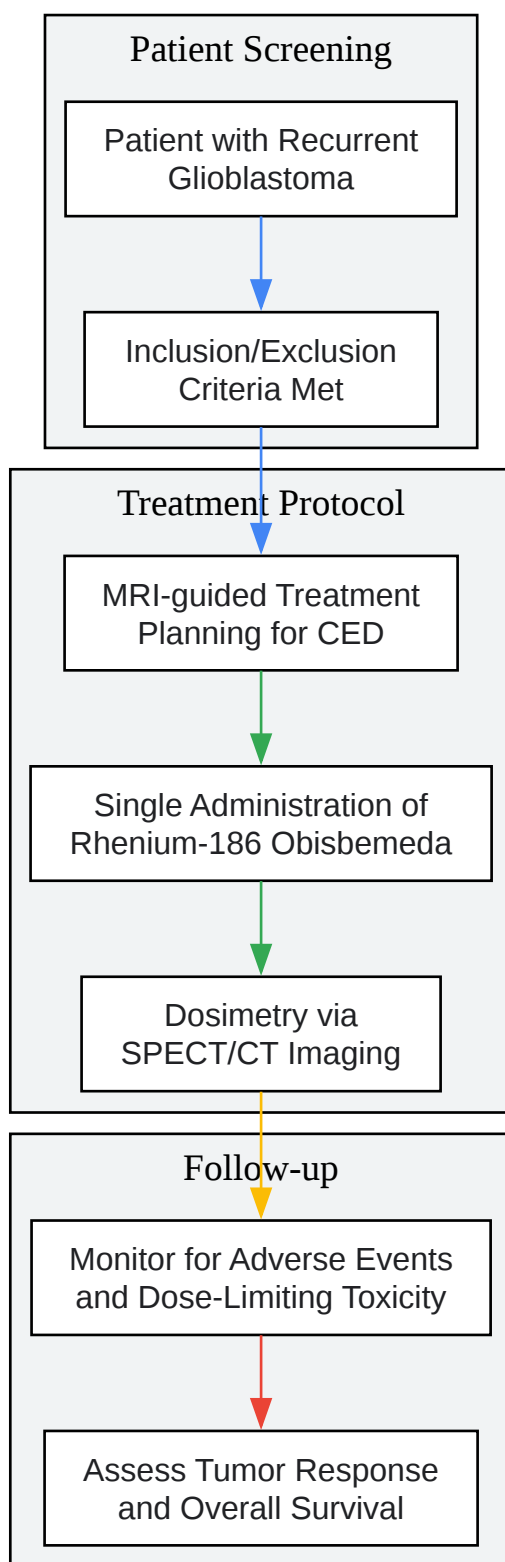 Patient Screening
Patient with Recurrent
Glioblastoma
Inclusion/Exclusion
Criteria Met
Treatment Protocol
MRI-guided Treatment
Planning for CED
Single Administration of
Rhenium-186 Obisbemeda
Dosimetry via
SPECT/CT Imaging
Follow-up
Monitor for Adverse Events
and Dose-Limiting Toxicity
Assess Tumor Response
and Overall Survival